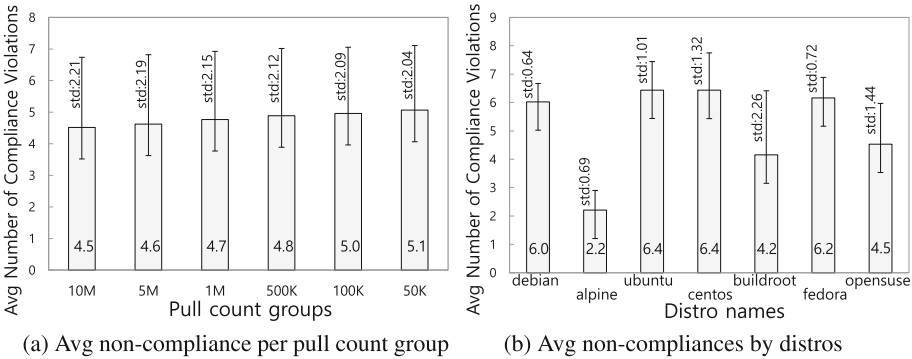 Avg Number of Compliance Violations
8
7
6
5
4
3
2
1
0
std:2.21
std:2.19
std:2.15
std:2.12
std:2.09
std:2.04
4.5
4.6
4.7
4.8
5.0
5.1
10M
5M
1M
500K
100K
50K
Pull count groups
(a) Avg non-compliance per pull count group
Avg Number of Compliance Violations
9
8
7
6
5
4
3
2
1
0
std:0.64
std:0.69
std:1.01
std:1.32
std:2.26
std:0.72
std:1.44
6.0
2.2
6.4
6.4
4.2
6.2
4.5
debian
alpine
ubuntu
centos
buildroot
fedora
opensuse
Distro names
(b) Avg non-compliances by distros